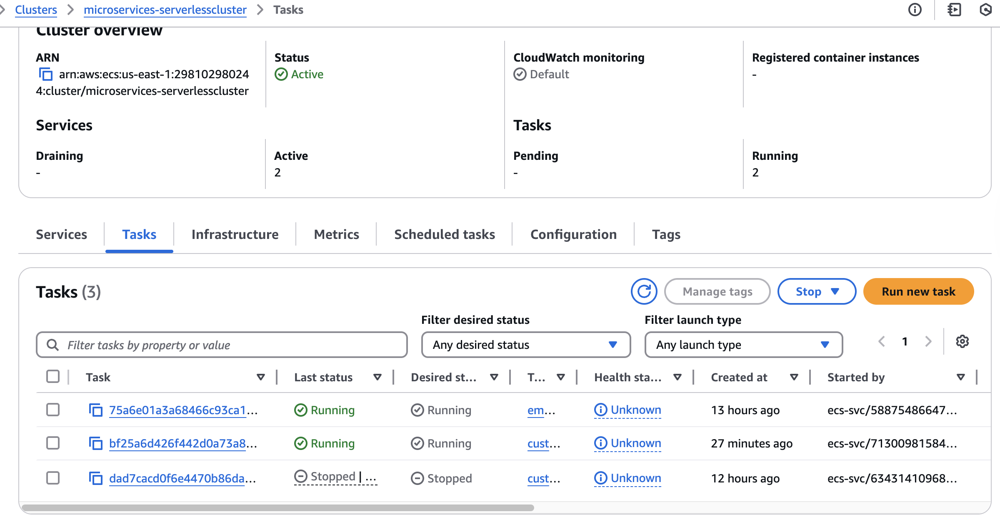 Clusters > microservices-serverlesscluster > Tasks
Cluster overview
ARN
arn:aws:ecs:us-east-1:29810298024
4:cluster/microservices-serverlesscluster
Status
Active
CloudWatch monitoring
Default
Registered container instances
-
Services
Tasks
Draining
-
Active
2
Pending
-
Running
2
Services Tasks Infrastructure Metrics Scheduled tasks Configuration Tags
Tasks (3)
Manage tags Stop Run new task
Filter desired status Filter launch type
Filter tasks by property or value Any desired status Any launch type 1
Task Last status Desired st... T... Health sta... Created at Started by
75a6e01a3a68466c93ca1... Running Running em... Unknown 13 hours ago ecs-svc/58875486647...
bf25a6d426f442d0a73a8... Running Running cust... Unknown 27 minutes ago ecs-svc/71300981584...
dad7cacd0f6e4470b86da... Stopped | ... Stopped cust... Unknown 12 hours ago ecs-svc/63431410968...